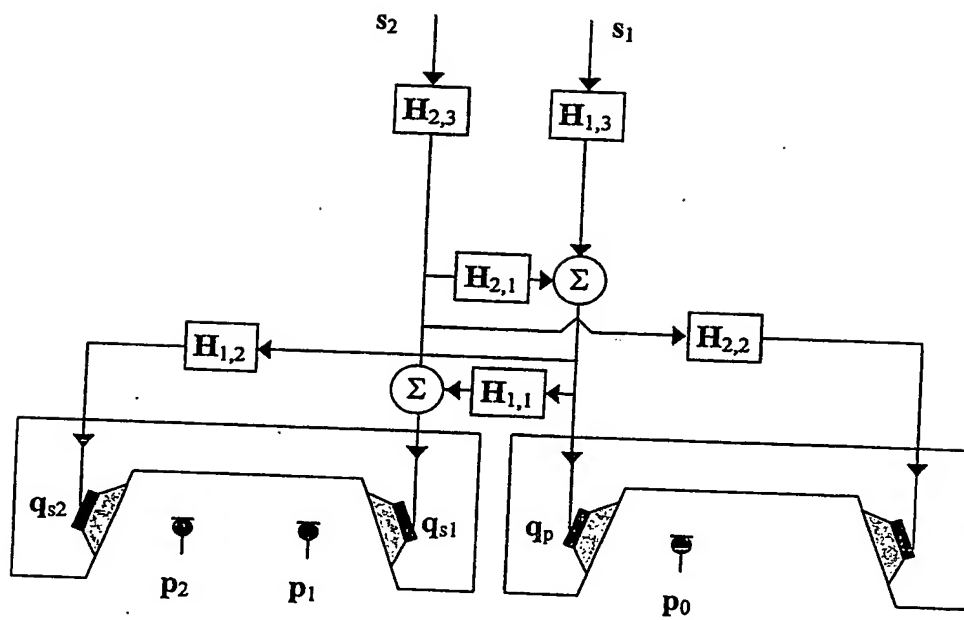 s₂ s₁
H₂,₃ H₁,₃
H₂,₁ Σ
H₁,₂ H₂,₂
Σ H₁,₁
qₛ₂ qₛ₁ qₚ
p₂ p₁ p₀